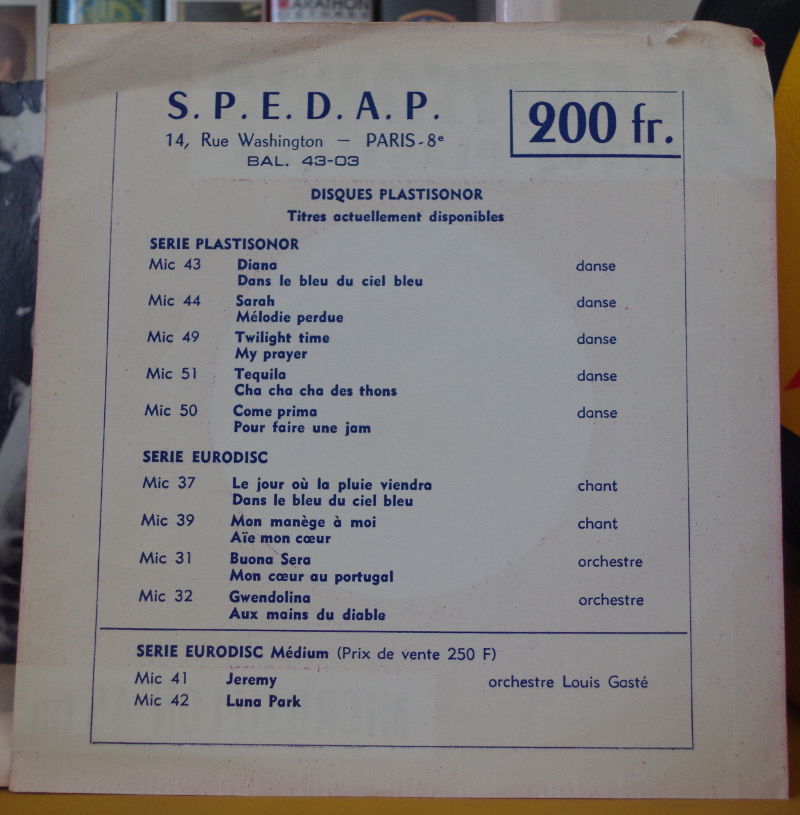 MARATHON
S. P. E. D. A. P.
14, Rue Washington — PARIS-8e
BAL. 43-03
200 fr.
DISQUES PLASTISONOR
Titres actuellement disponibles
SERIE PLASTISONOR
Mic 43 Diana danse
Dans le bleu du ciel bleu
Mic 44 Sarah danse
Mélodie perdue
Mic 49 Twilight time danse
My prayer
Mic 51 Tequila danse
Cha cha cha des thons
Mic 50 Come prima danse
Pour faire une jam
SERIE EURODISC
Mic 37 Le jour où la pluie viendra chant
Dans le bleu du ciel bleu
Mic 39 Mon manège à moi chant
Aïe mon cœur
Mic 31 Buona Sera orchestre
Mon cœur au portugal
Mic 32 Gwendolina orchestre
Aux mains du diable
SERIE EURODISC Médium (Prix de vente 250 F)
Mic 41 Jeremy orchestre Louis Gasté
Mic 42 Luna Park